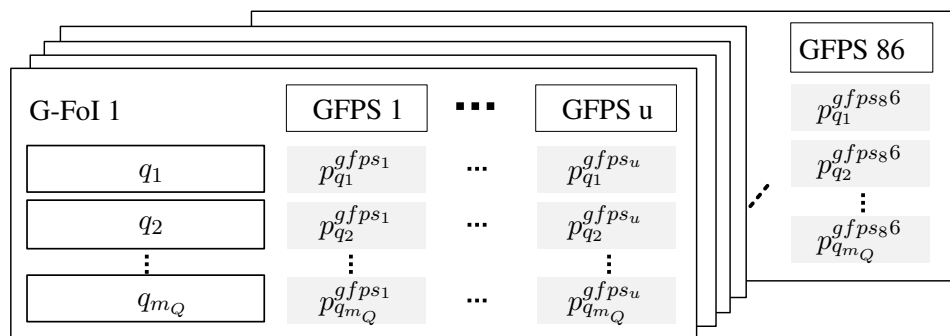 GFPS 86
p_{q_1}^{gfps_86}
p_{q_2}^{gfps_86}
⋮
p_{q_{m_Q}}^{gfps_86}
G-FoI 1 GFPS 1 ... GFPS u
q_1 p_{q_1}^{gfps_1} ... p_{q_1}^{gfps_u}
q_2 p_{q_2}^{gfps_1} ... p_{q_2}^{gfps_u}
⋮ ⋮ ⋮
q_{m_Q} p_{q_{m_Q}}^{gfps_1} ... p_{q_{m_Q}}^{gfps_u}